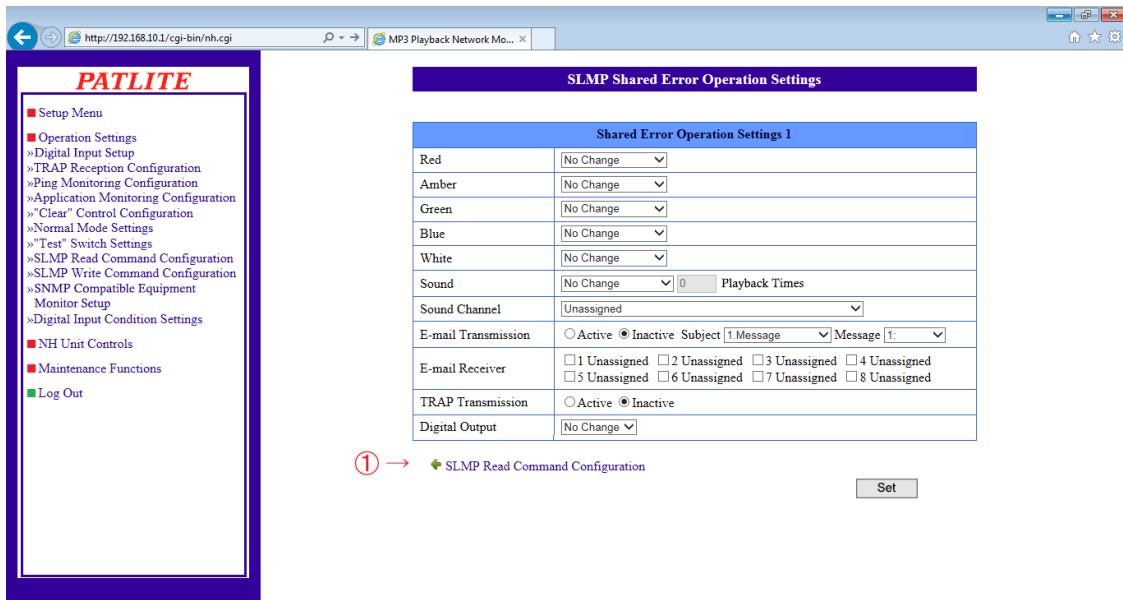 http://192.168.10.1/cgi-bin/nh.cgi
MP3 Playback Network Mo...
PATLITE
Setup Menu
Operation Settings
»Digital Input Setup
»TRAP Reception Configuration
»Ping Monitoring Configuration
»Application Monitoring Configuration
»"Clear" Control Configuration
»Normal Mode Settings
»"Test" Switch Settings
»SLMP Read Command Configuration
»SLMP Write Command Configuration
»SNMP Compatible Equipment
Monitor Setup
»Digital Input Condition Settings
NH Unit Controls
Maintenance Functions
Log Out
SLMP Shared Error Operation Settings
Shared Error Operation Settings 1
Red No Change
Amber No Change
Green No Change
Blue No Change
White No Change
Sound No Change 0 Playback Times
Sound Channel Unassigned
E-mail Transmission Active Inactive Subject 1.Message Message 1:
E-mail Receiver
1 Unassigned 2 Unassigned 3 Unassigned 4 Unassigned
5 Unassigned 6 Unassigned 7 Unassigned 8 Unassigned
TRAP Transmission Active Inactive
Digital Output No Change
① → SLMP Read Command Configuration
Set